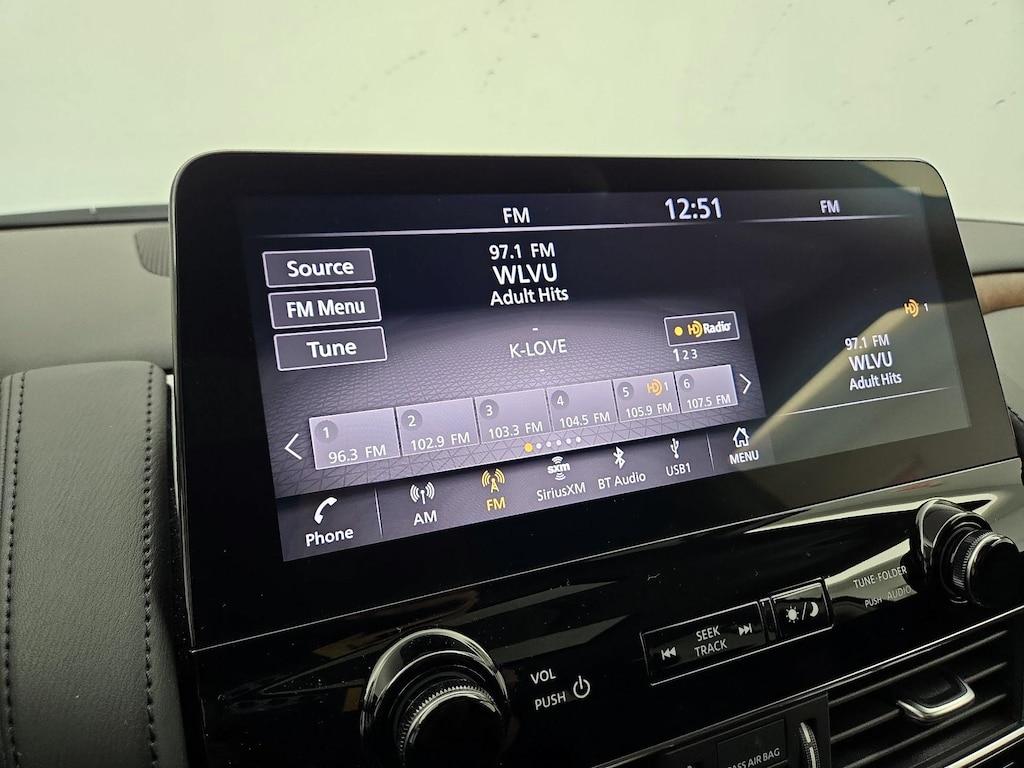 FM 12:51 FM
Source
FM Menu
Tune
97.1 FM
WLVU
Adult Hits
-
K-LOVE
-
HD Radio
1 2 3
HD 1
97.1 FM
WLVU
Adult Hits
1 96.3 FM
2 102.9 FM
3 103.3 FM
4 104.5 FM
5 HD 1 105.9 FM
6 107.5 FM
Phone
AM
FM
sxm
SiriusXM
BT Audio
USB1
MENU
VOL
PUSH
SEEK
TRACK
TUNE·FOLDER
PUSH AUDIO
PASS AIR BAG